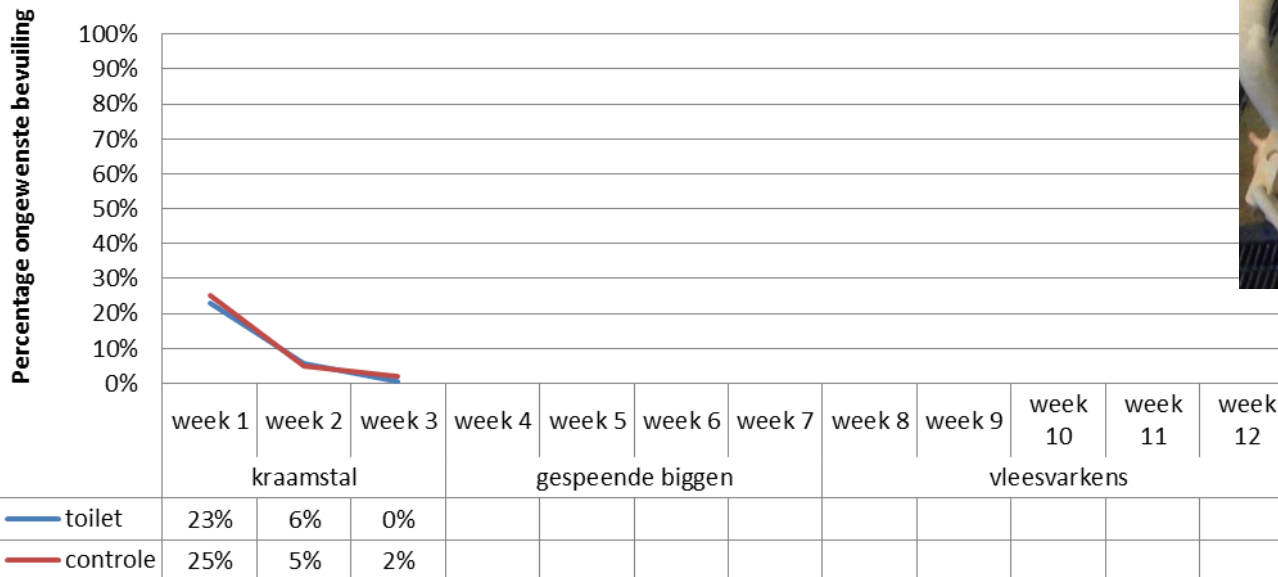 Percentage ongewenste bevuiling
100%
90%
80%
70%
60%
50%
40%
30%
20%
10%
0%
week 1 week 2 week 3 week 4 week 5 week 6 week 7 week 8 week 9 week 10 week 11 week 12
kraamstal gespeende biggen vleesvarkens
toilet 23% 6% 0%
controle 25% 5% 2%